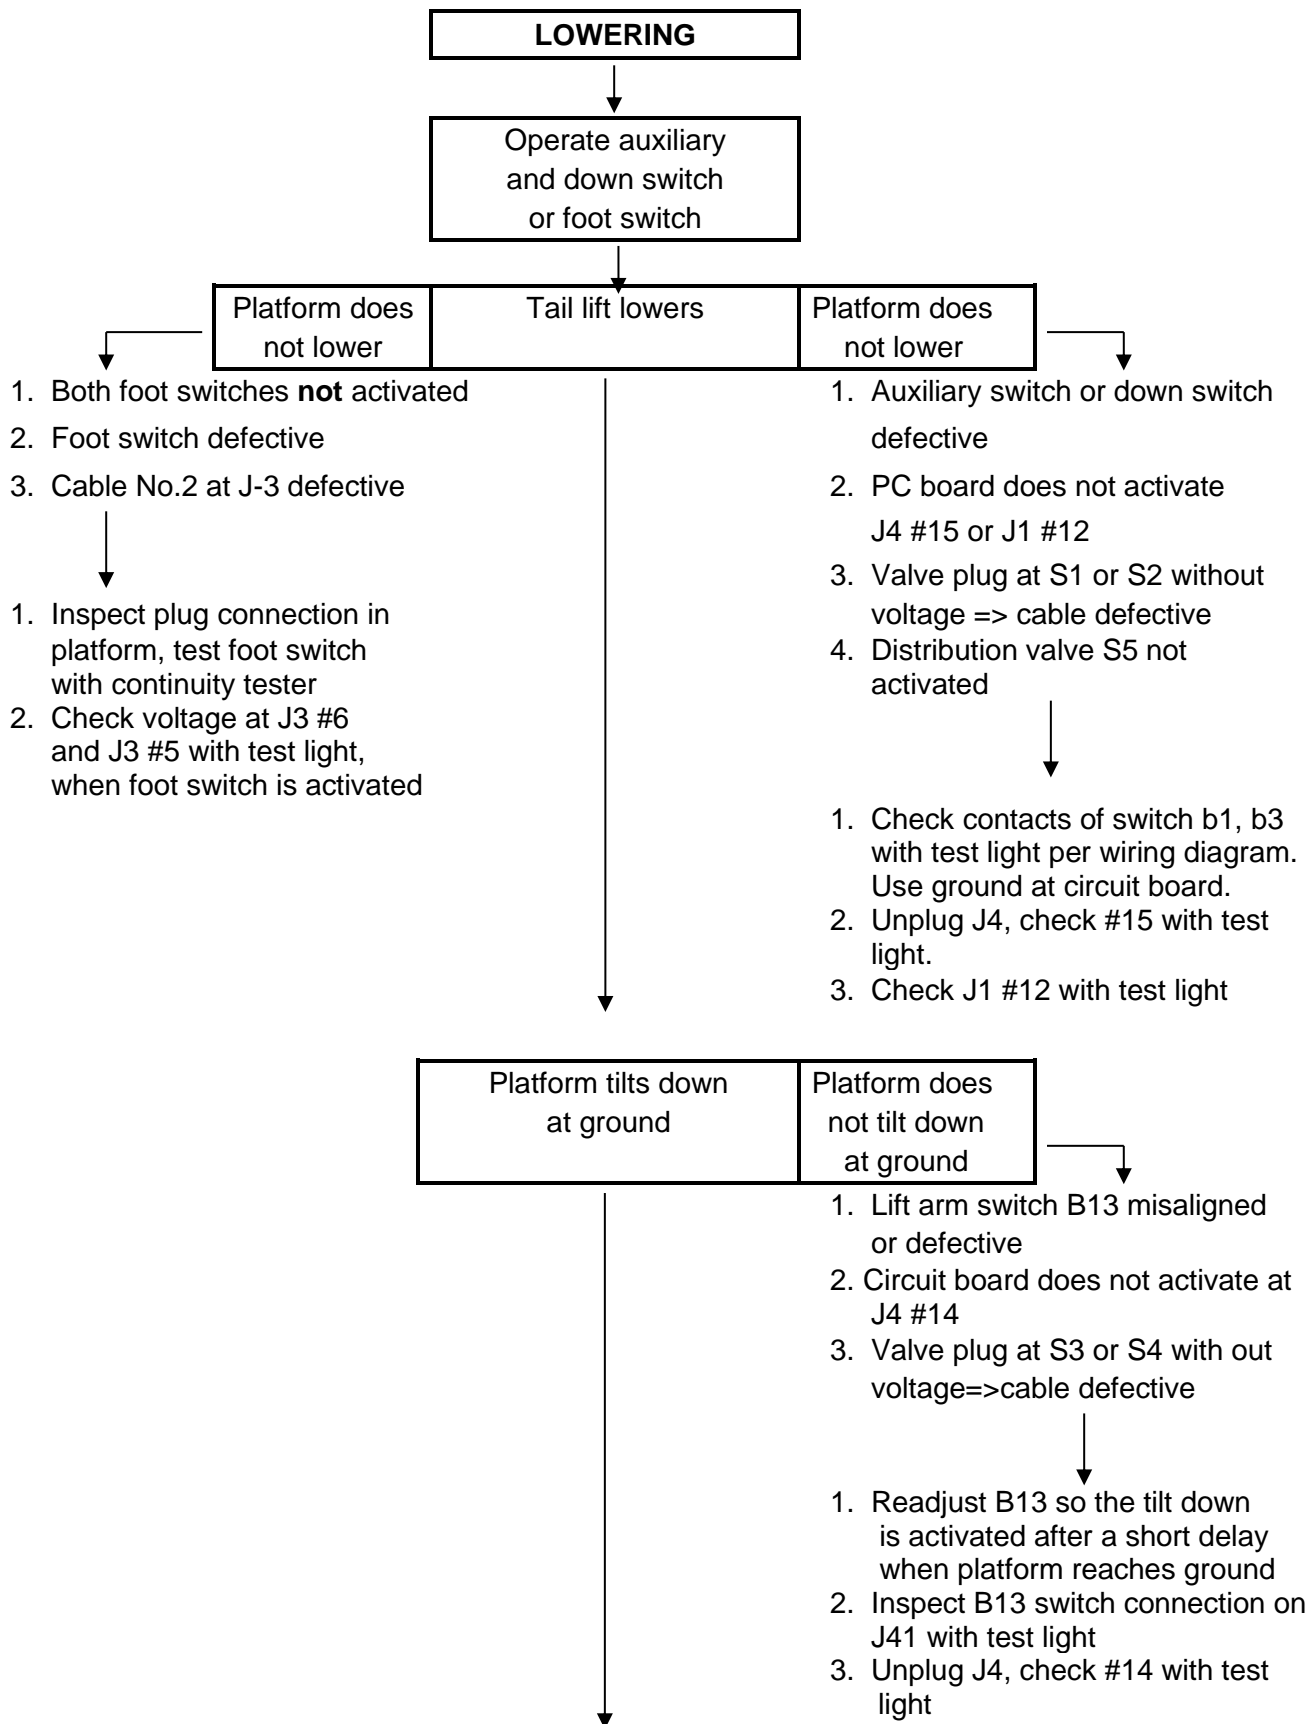 LOWERING
Operate auxiliary
and down switch
or foot switch
Platform does
not lower
Tail lift lowers
Platform does
not lower
1. Both foot switches not activated
2. Foot switch defective
3. Cable No.2 at J-3 defective
1. Inspect plug connection in
platform, test foot switch
with continuity tester
2. Check voltage at J3 #6
and J3 #5 with test light,
when foot switch is activated
1. Auxiliary switch or down switch
defective
2. PC board does not activate
J4 #15 or J1 #12
3. Valve plug at S1 or S2 without
voltage => cable defective
4. Distribution valve S5 not
activated
1. Check contacts of switch b1, b3
with test light per wiring diagram.
Use ground at circuit board.
2. Unplug J4, check #15 with test
light.
3. Check J1 #12 with test light
Platform tilts down
at ground
Platform does
not tilt down
at ground
1. Lift arm switch B13 misaligned
or defective
2. Circuit board does not activate at
J4 #14
3. Valve plug at S3 or S4 with out
voltage=>cable defective
1. Readjust B13 so the tilt down
is activated after a short delay
when platform reaches ground
2. Inspect B13 switch connection on
J41 with test light
3. Unplug J4, check #14 with test
light